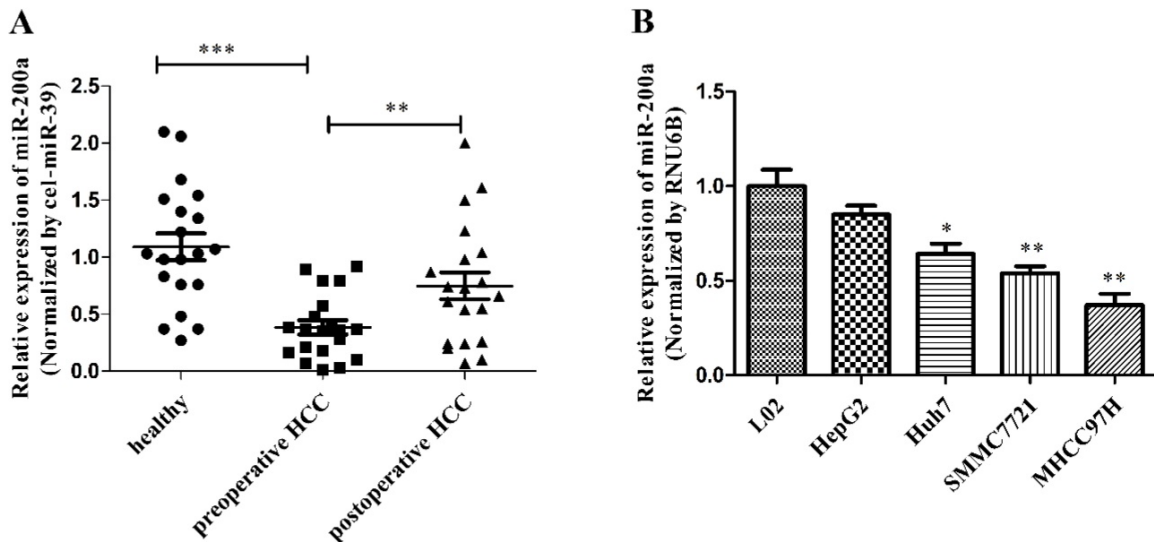 A
Relative expression of miR-200a
(Normalized by cel-miR-39)
2.5
2.0
1.5
1.0
0.5
0.0
***
**
healthy
preoperative HCC
postoperative HCC
B
Relative expression of miR-200a
(Normalized by RNU6B)
1.5
1.0
0.5
0.0
*
**
**
L02
HepG2
Huh7
SMMC7721
MHCC97H